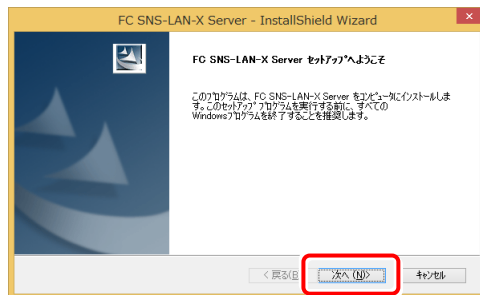 FC SNS-LAN-X Server - InstallShield Wizard
FC SNS-LAN-X Server ｾｯﾄｱｯﾌﾟへようこそ
このﾌﾟﾛｸﾞﾗﾑは、FC SNS-LAN-X Server をｺﾝﾋﾟｭｰﾀにｲﾝｽﾄｰﾙしま
す。このｾｯﾄｱｯﾌﾟ ﾌﾟﾛｸﾞﾗﾑを実行する前に、すべての
Windowsﾌﾟﾛｸﾞﾗﾑを終了することを推奨します。
< 戻る(B 次へ (N)> ｷｬﾝｾﾙ